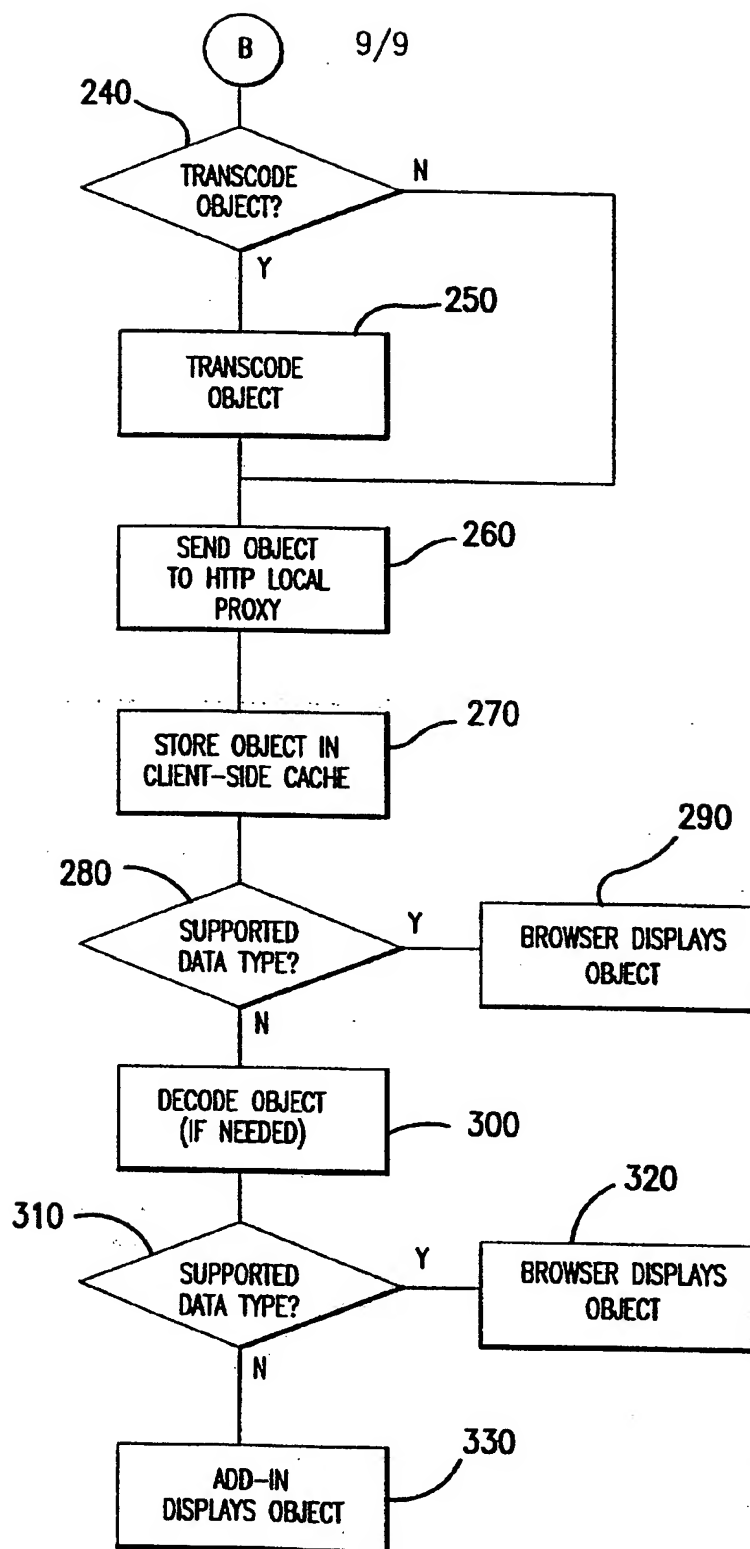 B
9/9
240
TRANSCODE
OBJECT?
N
Y
250
TRANSCODE
OBJECT
260
SEND OBJECT
TO HTTP LOCAL
PROXY
270
STORE OBJECT IN
CLIENT-SIDE CACHE
290
280
SUPPORTED
DATA TYPE?
Y
BROWSER DISPLAYS
OBJECT
N
DECODE OBJECT
(IF NEEDED)
300
320
310
SUPPORTED
DATA TYPE?
Y
BROWSER DISPLAYS
OBJECT
N
330
ADD-IN
DISPLAYS OBJECT